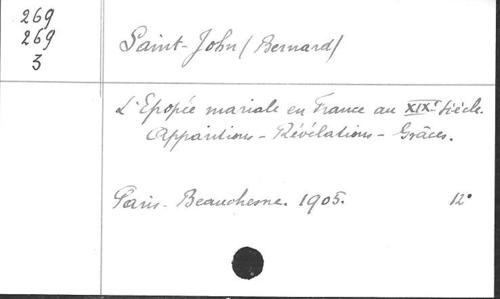 269
269
3
Saint-John (Bernard)
L'Epopée mariale en France au XIXe Siècle.
Apparitions - Révélations - Grâces.
Paris - Beauchesne. 1905. 12°